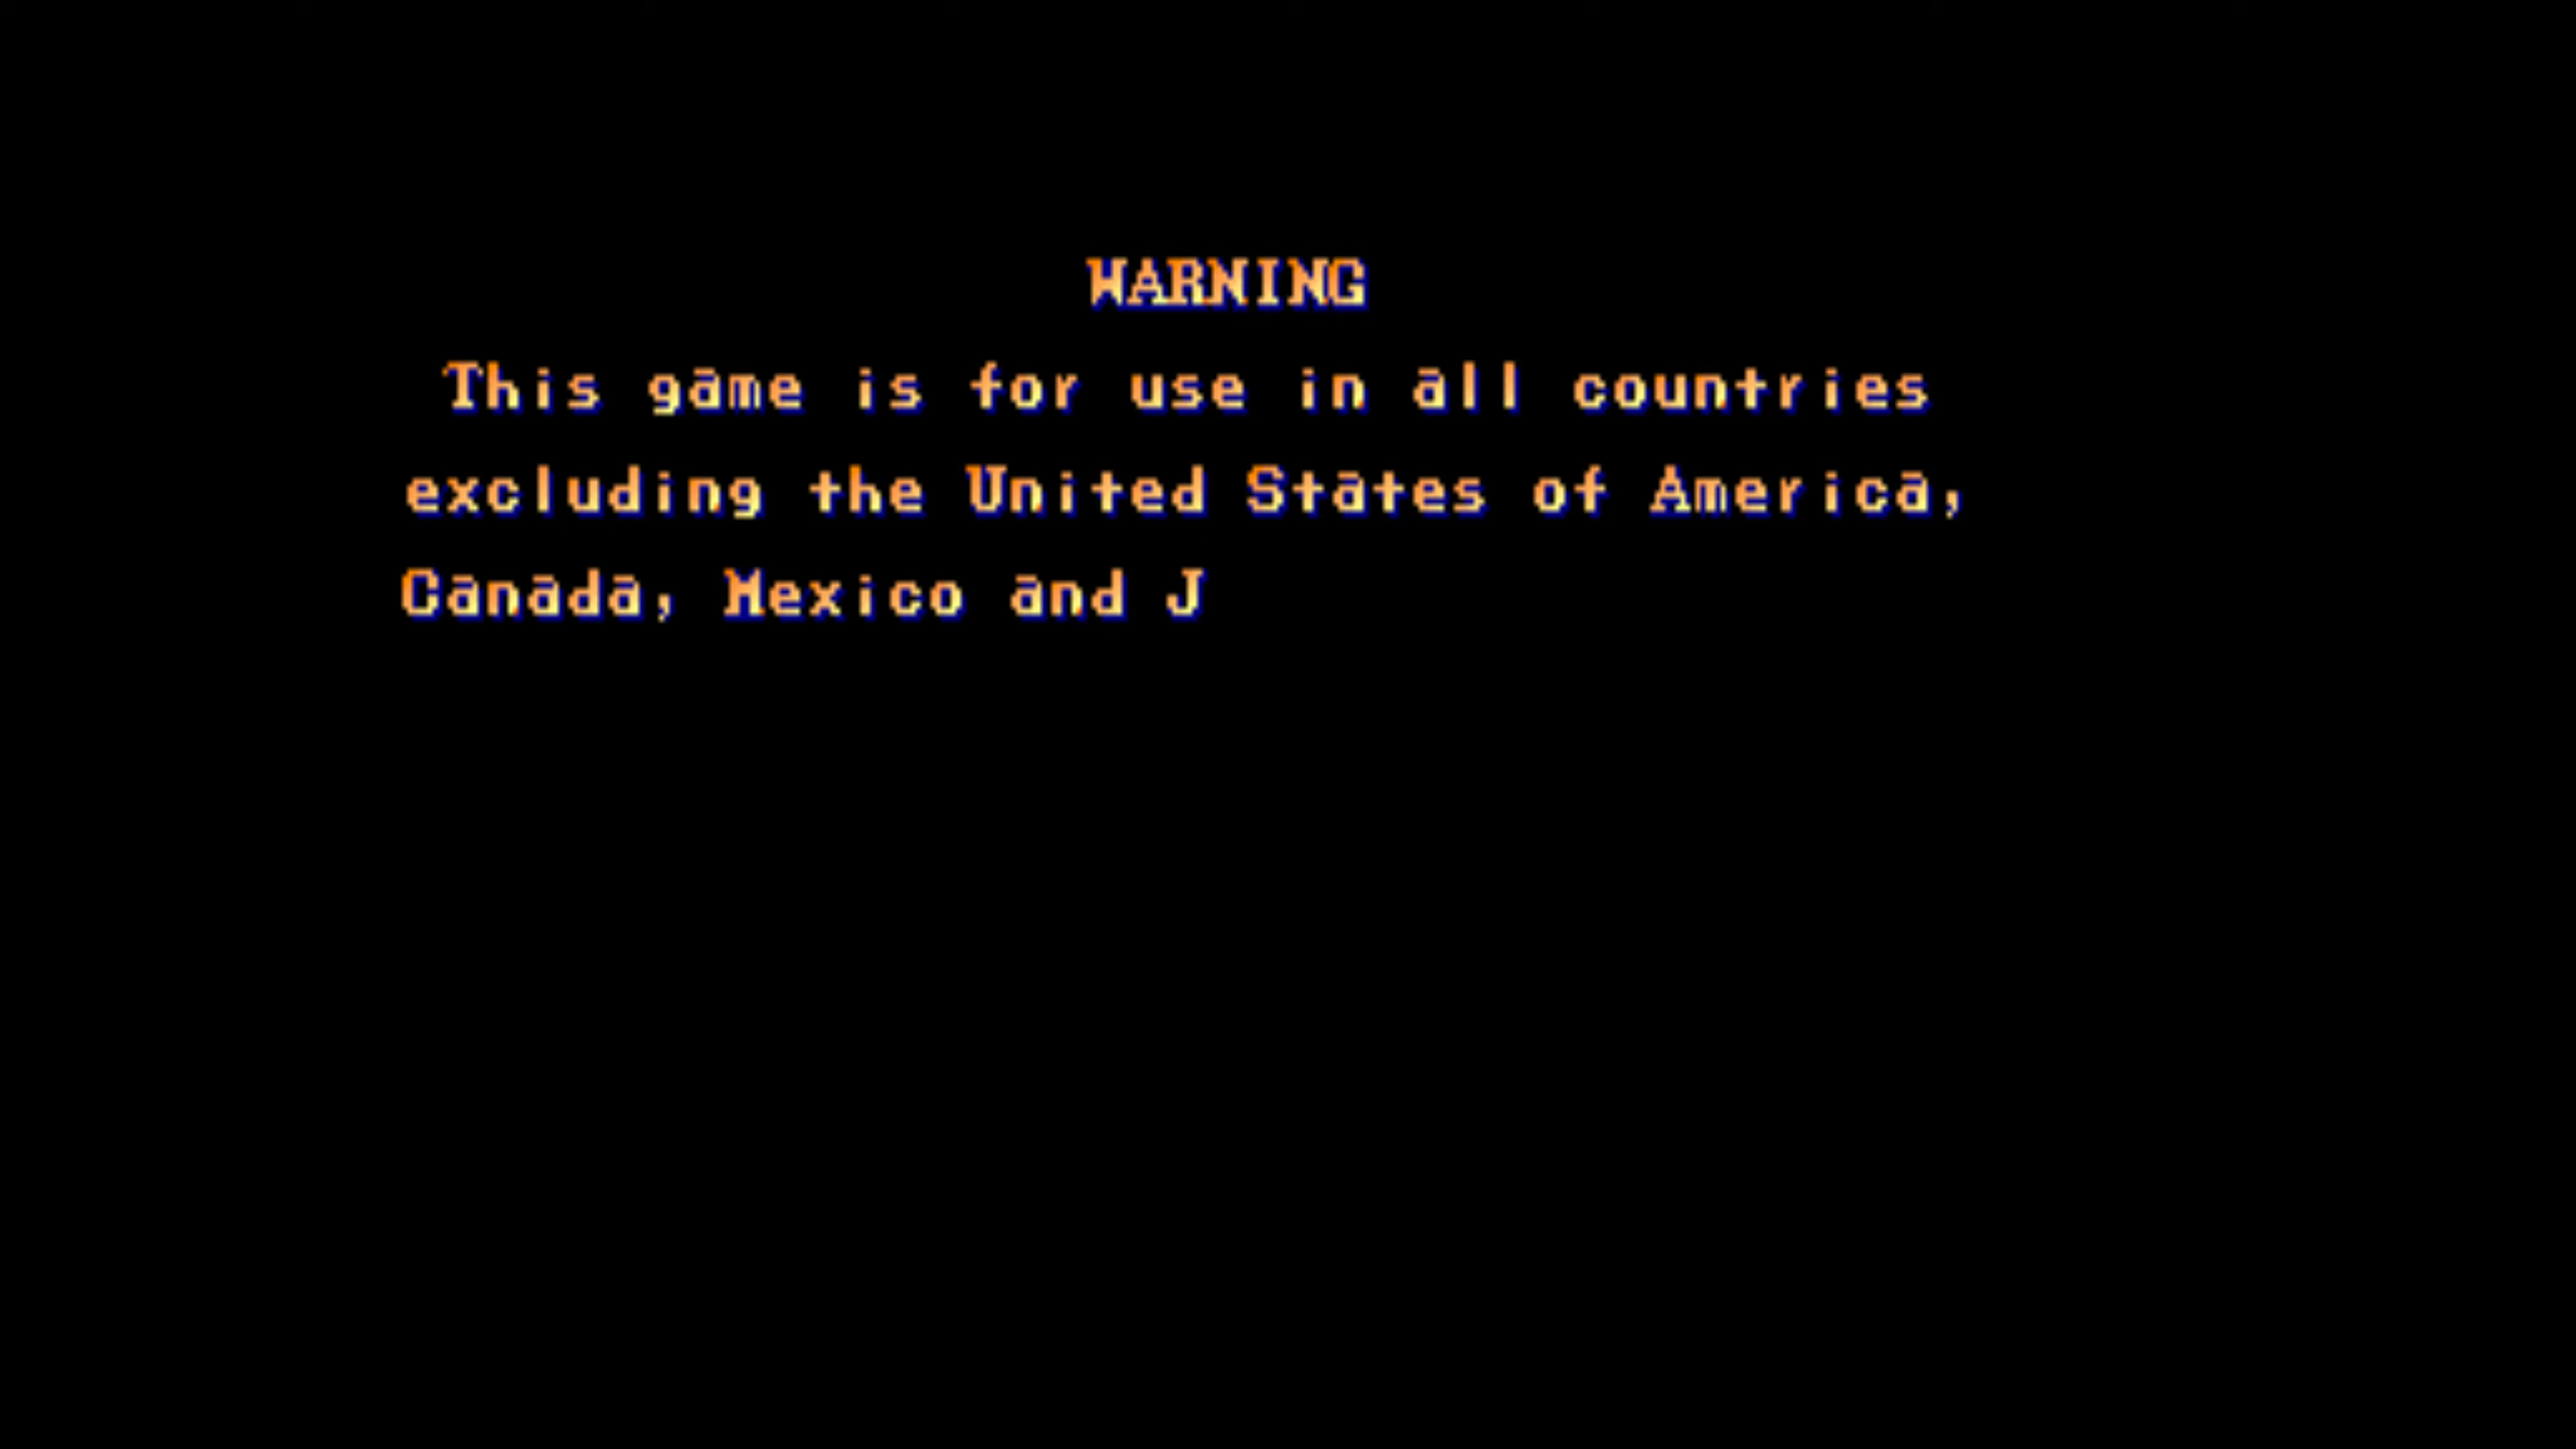 WARNING
This game is for use in all countries
excluding the United States of America,
Canada, Mexico and J